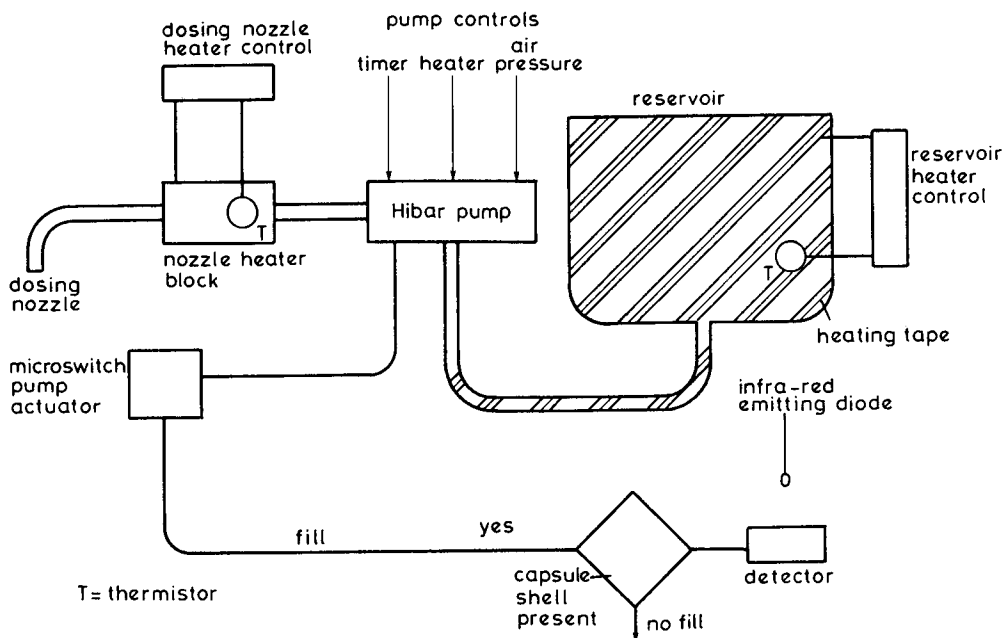 dosing nozzle
heater control
pump controls
air
timer heater pressure
reservoir
reservoir
heater
control
Hibar pump
T
nozzle heater
block
dosing
nozzle
T
heating tape
microswitch
pump
actuator
infra-red
emitting diode
fill
yes
capsule
shell
present
detector
no fill
T = thermistor